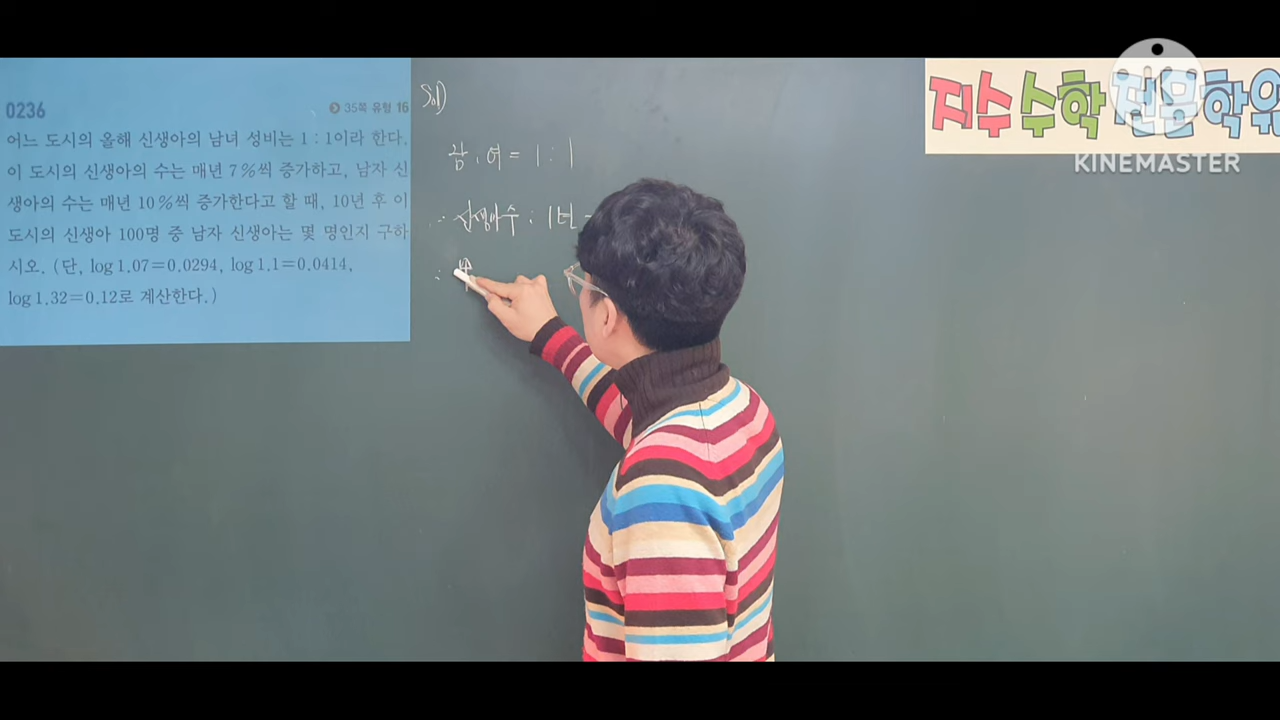 0236
35쪽 유형 16
어느 도시의 올해 신생아의 남녀 성비는 1 : 1이라 한다.
이 도시의 신생아의 수는 매년 7%씩 증가하고, 남자 신
생아의 수는 매년 10%씩 증가한다고 할 때, 10년 후 이
도시의 신생아 100명 중 남자 신생아는 몇 명인지 구하
시오. (단, log 1.07=0.0294, log 1.1=0.0414,
log 1.32=0.12로 계산한다.)
Sol)
남 : 여 = 1 : 1
∴ 신생아수 : 1년
지수 수학 전문학유
KINEMASTER